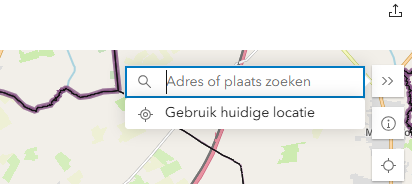 Adres of plaats zoeken
Gebruik huidige locatie